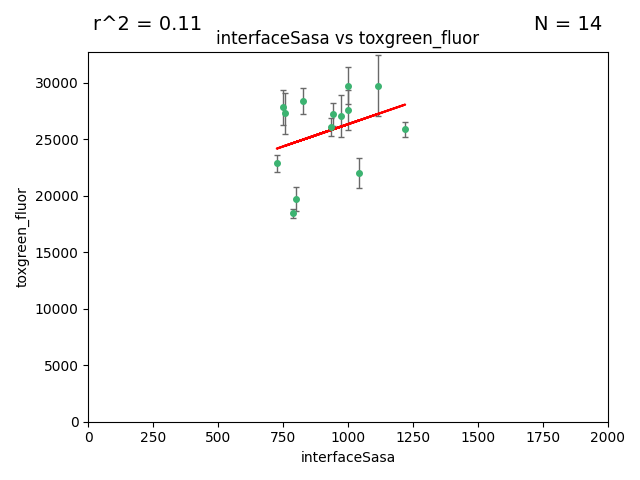 r^2 = 0.11
N = 14
interfaceSasa vs toxgreen_fluor
toxgreen_fluor
30000
25000
20000
15000
10000
5000
0
0 250 500 750 1000 1250 1500 1750 2000
interfaceSasa